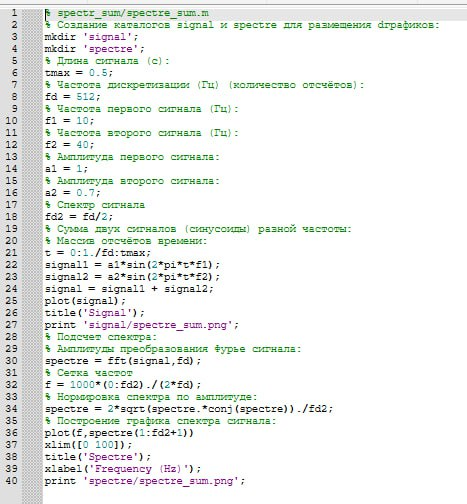 1 % spectr_sum/spectre_sum.m
2 % Создание каталогов signal и spectre для размещения dграфиков:
3 mkdir 'signal';
4 mkdir 'spectre';
5 % Длина сигнала (с):
6 tmax = 0.5;
7 % Частота дискретизации (Гц) (количество отсчётов):
8 fd = 512;
9 % Частота первого сигнала (Гц):
10 f1 = 10;
11 % Частота второго сигнала (Гц):
12 f2 = 40;
13 % Амплитуда первого сигнала:
14 a1 = 1;
15 % Амплитуда второго сигнала:
16 a2 = 0.7;
17 % Спектр сигнала
18 fd2 = fd/2;
19 % Сумма двух сигналов (синусоиды) разной частоты:
20 % Массив отсчётов времени:
21 t = 0:1./fd:tmax;
22 signal1 = a1*sin(2*pi*t*f1);
23 signal2 = a2*sin(2*pi*t*f2);
24 signal = signal1 + signal2;
25 plot(signal);
26 title('Signal');
27 print 'signal/spectre_sum.png';
28 % Подсчет спектра:
29 % Амплитуды преобразования Фурье сигнала:
30 spectre = fft(signal,fd);
31 % Сетка частот
32 f = 1000*(0:fd2)./(2*fd);
33 % Нормировка спектра по амплитуде:
34 spectre = 2*sqrt(spectre.*conj(spectre))./fd2;
35 % Построение графика спектра сигнала:
36 plot(f,spectre(1:fd2+1))
37 xlim([0 100]);
38 title('Spectre');
39 xlabel('Frequency (Hz)');
40 print 'spectre/spectre_sum.png';